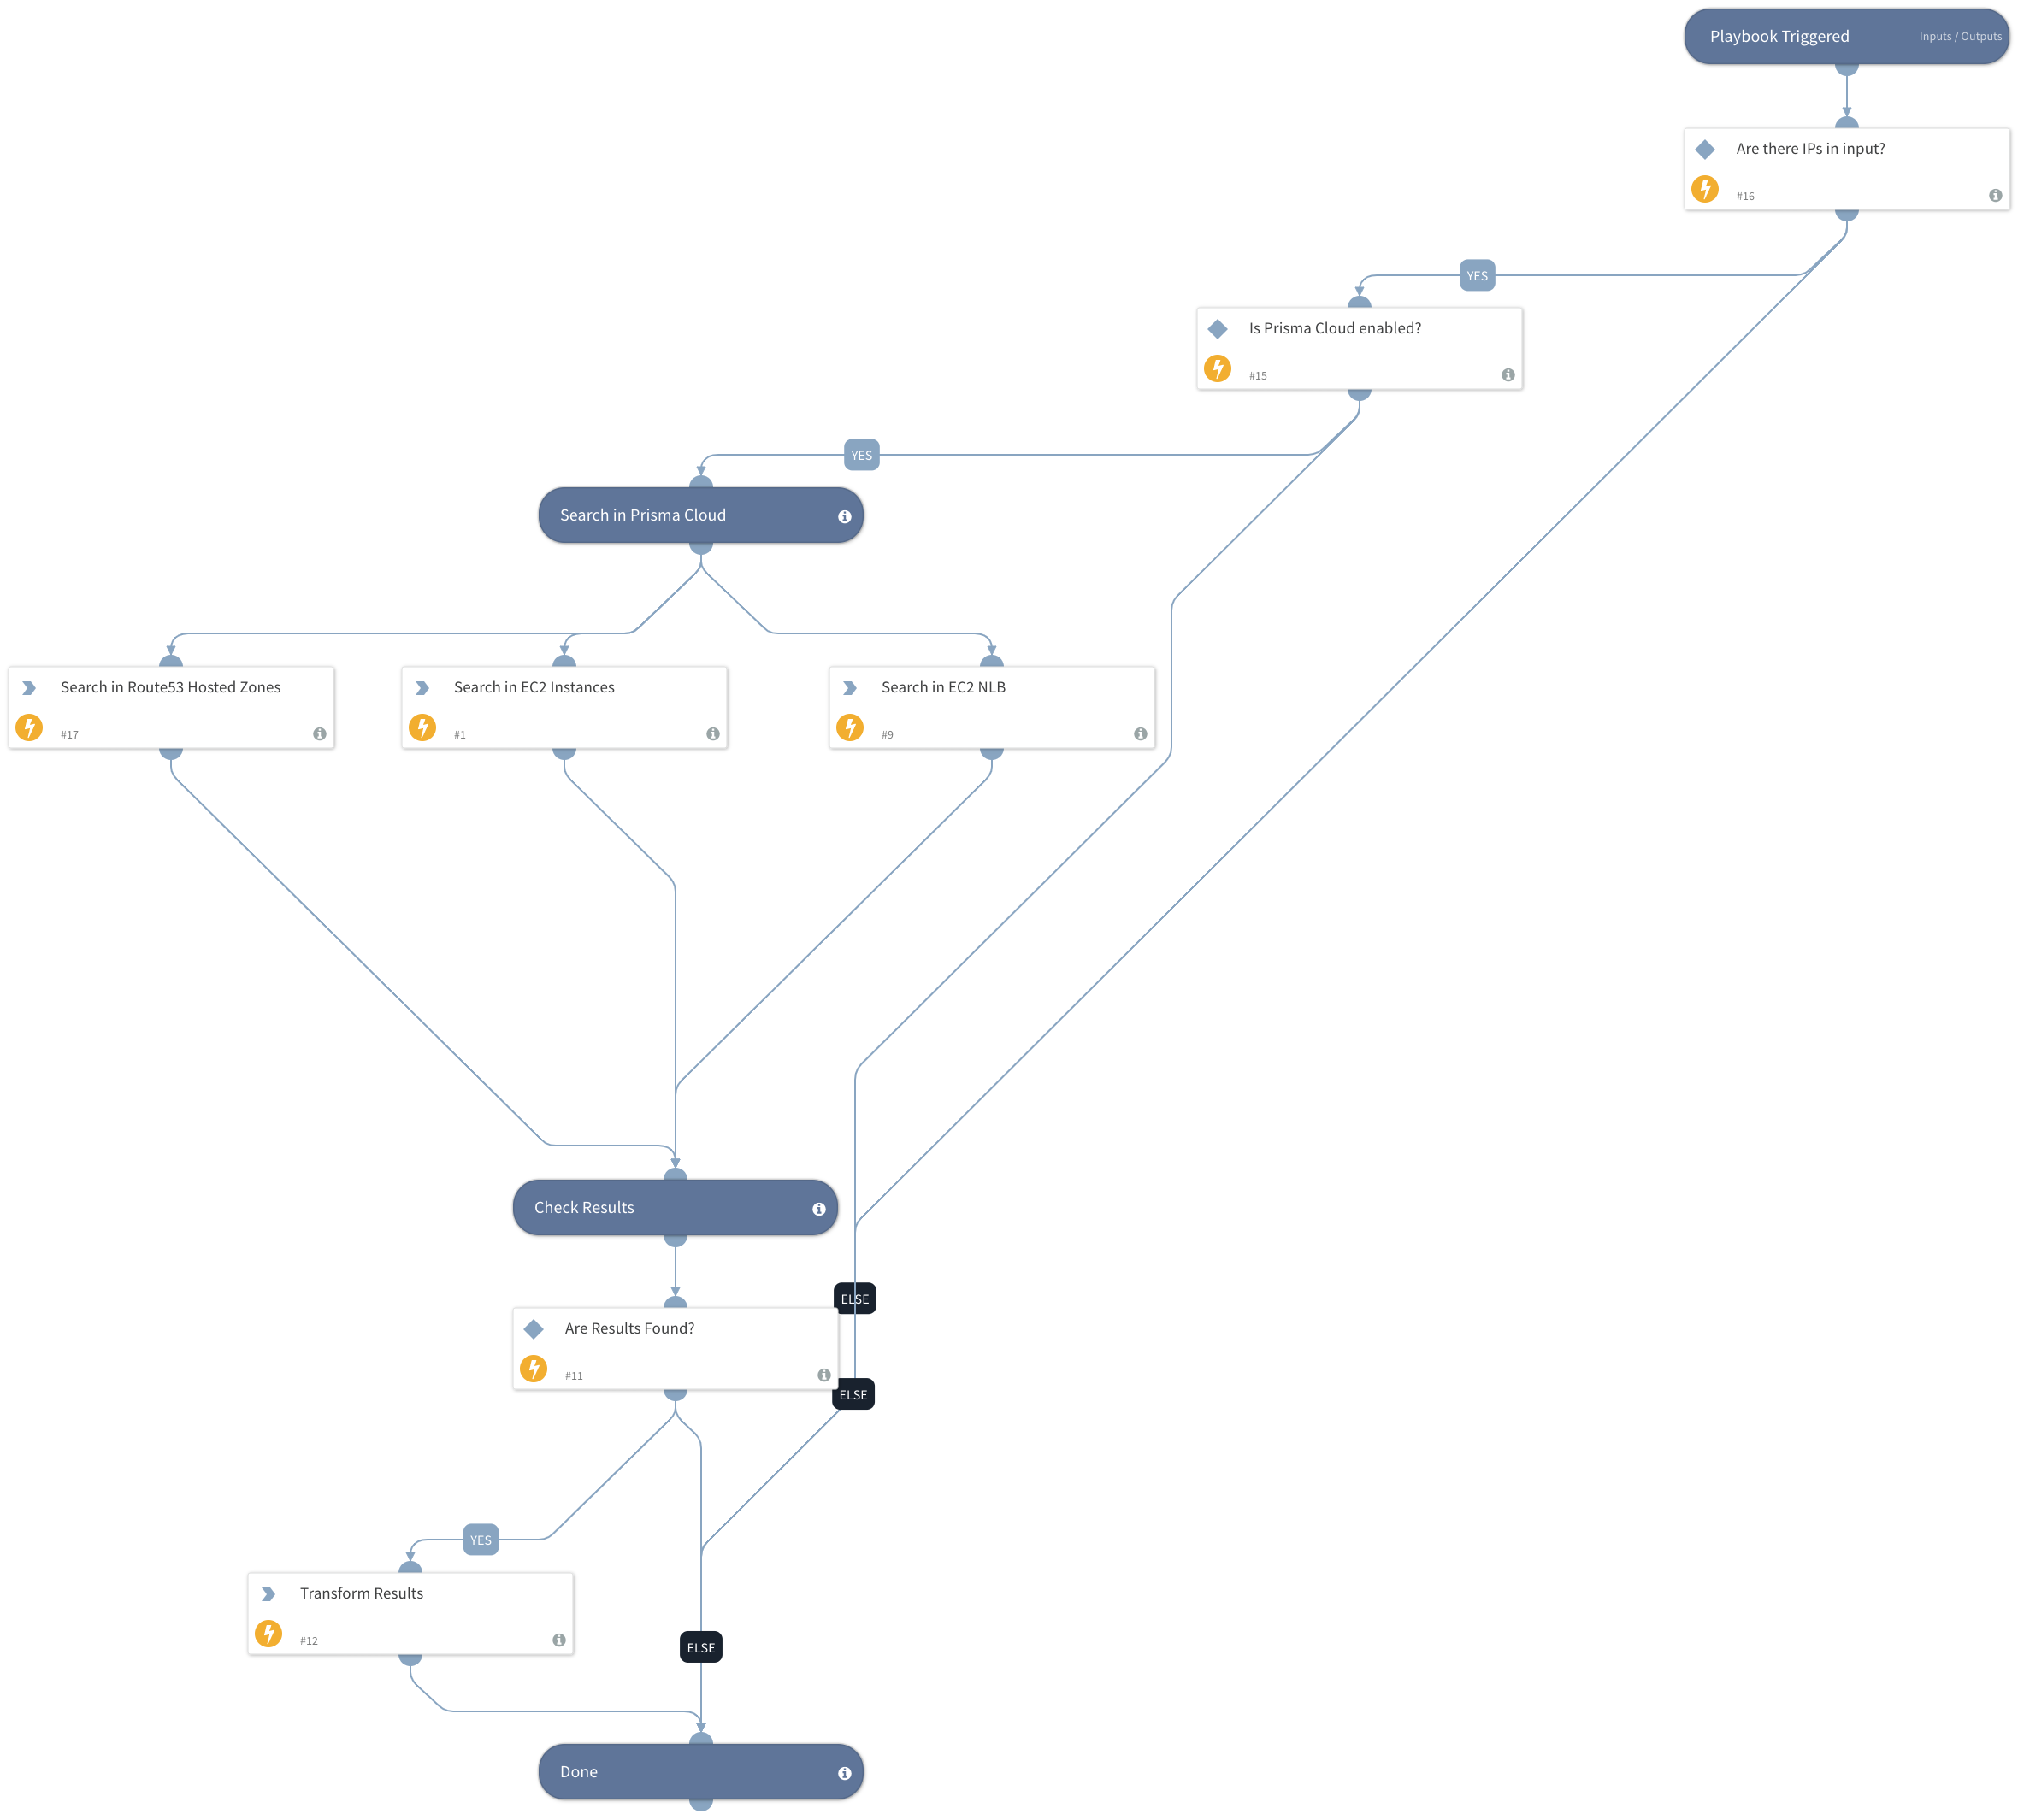 Playbook Triggered
Inputs / Outputs
Are there IPs in input?
#16
YES
Is Prisma Cloud enabled?
#15
YES
Search in Prisma Cloud
Search in Route53 Hosted Zones
#17
Search in EC2 Instances
#1
Search in EC2 NLB
#9
Check Results
ELSE
Are Results Found?
#11
ELSE
YES
Transform Results
#12
ELSE
Done